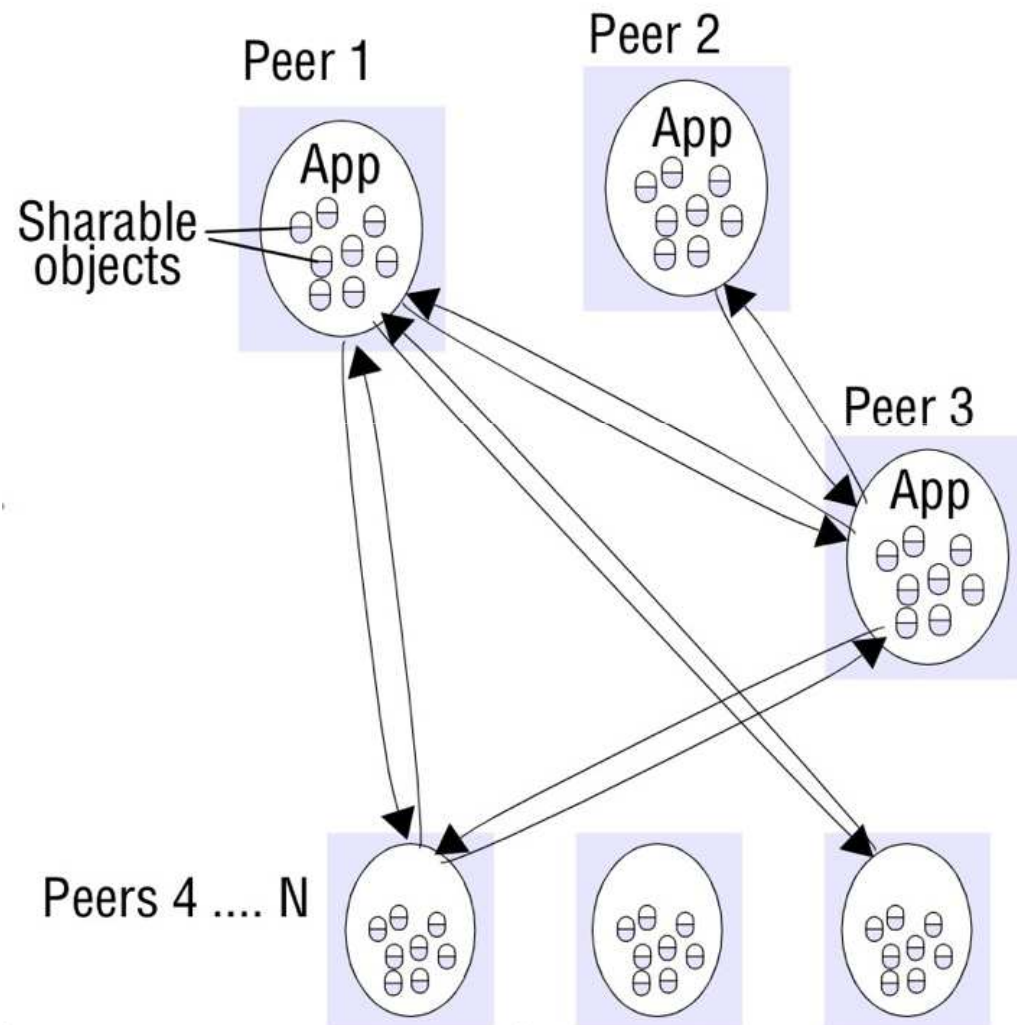 Peer 1
Peer 2
App
App
Sharable
objects
Peer 3
App
Peers 4 .... N